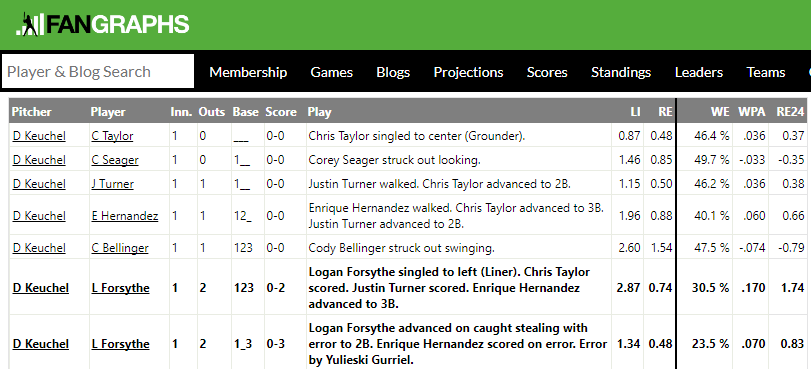 FANGRAPHS
Player & Blog Search Membership Games Blogs Projections Scores Standings Leaders Teams
Pitcher Player Inn. Outs Base Score Play LI RE WE WPA RE24
D Keuchel C Taylor 1 0 ___ 0-0 Chris Taylor singled to center (Grounder). 0.87 0.48 46.4 % .036 0.37
D Keuchel C Seager 1 0 1__ 0-0 Corey Seager struck out looking. 1.46 0.85 49.7 % -.033 -0.35
D Keuchel J Turner 1 1 1__ 0-0 Justin Turner walked. Chris Taylor advanced to 2B. 1.15 0.50 46.2 % .036 0.38
D Keuchel E Hernandez 1 1 12_ 0-0 Enrique Hernandez walked. Chris Taylor advanced to 3B. 1.96 0.88 40.1 % .060 0.66
Justin Turner advanced to 2B.
D Keuchel C Bellinger 1 1 123 0-0 Cody Bellinger struck out swinging. 2.60 1.54 47.5 % -.074 -0.79
Logan Forsythe singled to left (Liner). Chris Taylor
D Keuchel L Forsythe 1 2 123 0-2 scored. Justin Turner scored. Enrique Hernandez 2.87 0.74 30.5 % .170 1.74
advanced to 3B.
Logan Forsythe advanced on caught stealing with
D Keuchel L Forsythe 1 2 1_3 0-3 error to 2B. Enrique Hernandez scored on error. Error 1.34 0.48 23.5 % .070 0.83
by Yulieski Gurriel.